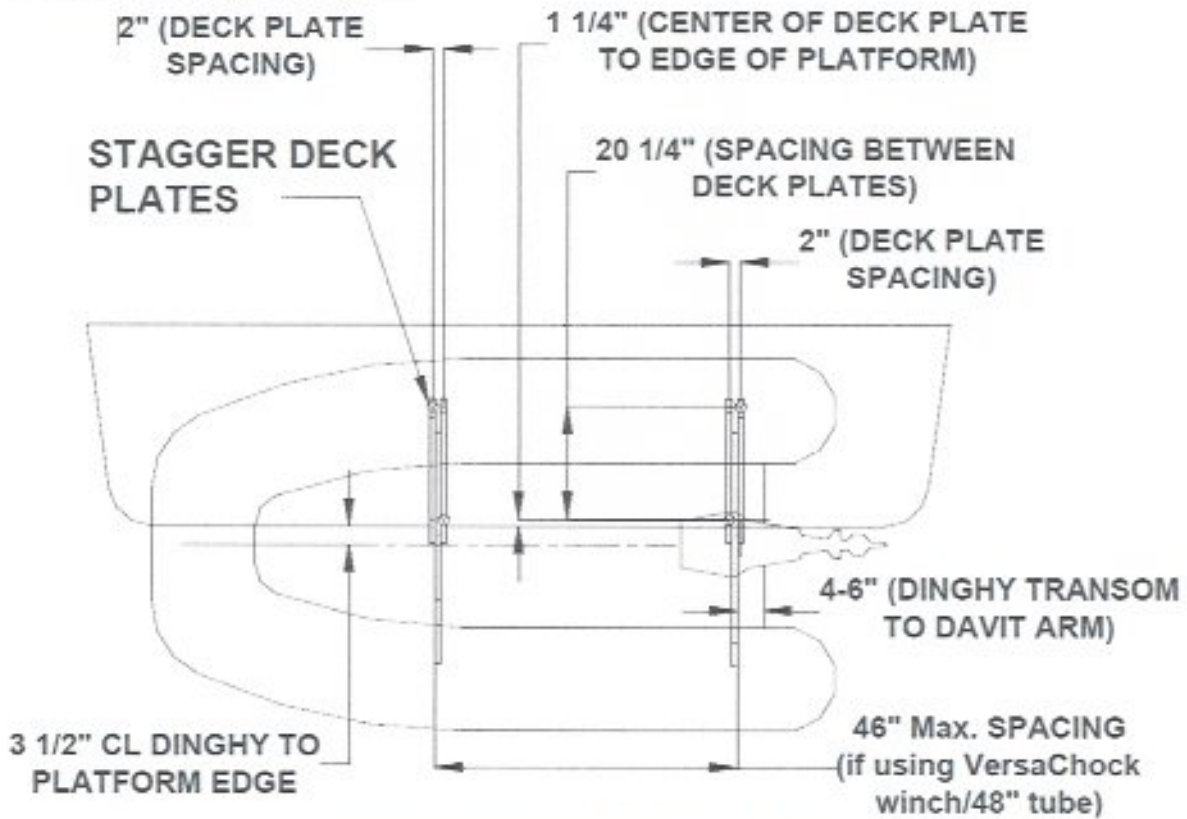 2" (DECK PLATE
SPACING)
1 1/4" (CENTER OF DECK PLATE
TO EDGE OF PLATFORM)
STAGGER DECK
PLATES
20 1/4" (SPACING BETWEEN
DECK PLATES)
2" (DECK PLATE
SPACING)
4-6" (DINGHY TRANSOM
TO DAVIT ARM)
3 1/2" CL DINGHY TO
PLATFORM EDGE
46" Max. SPACING
(if using VersaChock
winch/48" tube)